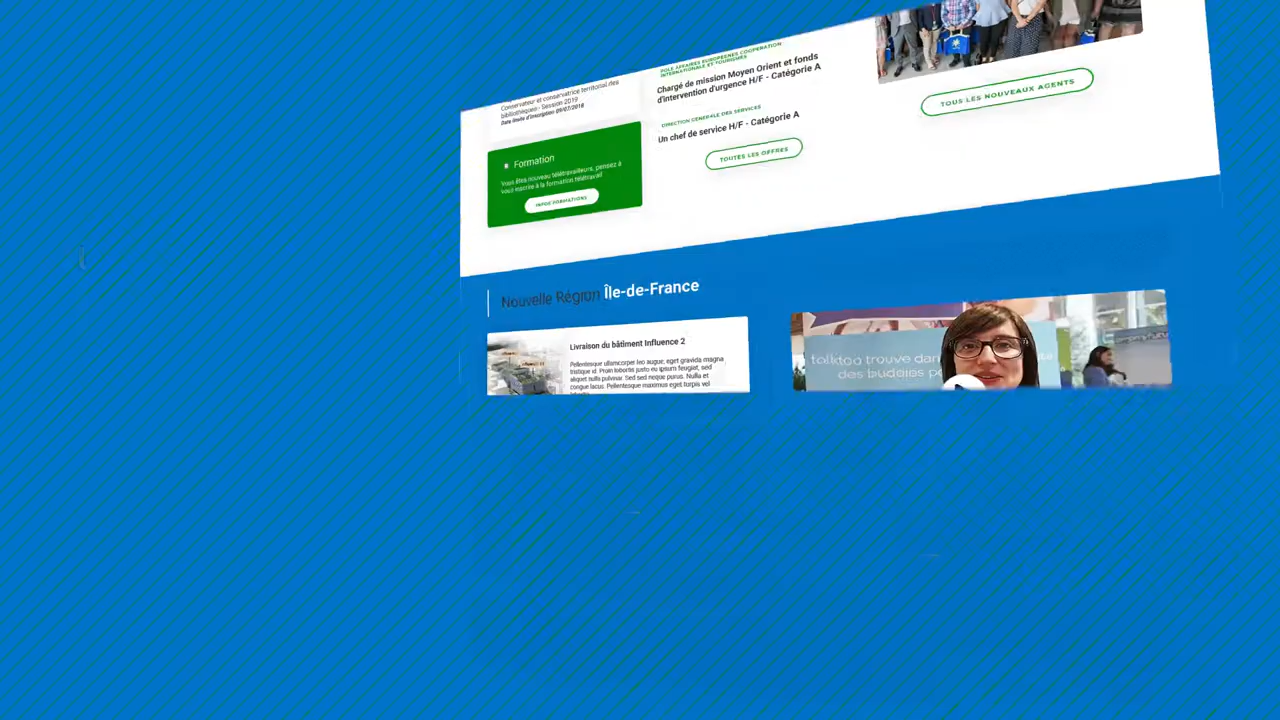 Conservateur et conservatrice territorial des
bibliothèques - Session 2019
Date limite d'inscription 09/07/2018
Formation
Vous êtes nouveau télétravailleurs, pensez à
vous inscrire à la formation télétravail
INFOS FORMATIONS
PÔLE AFFAIRES EUROPÉENNES COOPÉRATION
INTERNATIONALE ET TOURISMES
Chargé de mission Moyen Orient et fonds
d'intervention d'urgence H/F - Catégorie A
DIRECTION GÉNÉRALE DES SERVICES
Un chef de service H/F - Catégorie A
TOUTES LES OFFRES
TOUS LES NOUVEAUX AGENTS
Nouvelle Région Île-de-France
Livraison du bâtiment Influence 2
Pellentesque ullamcorper leo augue, eget gravida magna
tristique id. Proin lobortis justo eu ipsum feugiat, sed
aliquet nulla pulvinar. Sed sed neque purus. Nulla et
congue lacus. Pellentesque maximus eget turpis vel
trouve dan
des